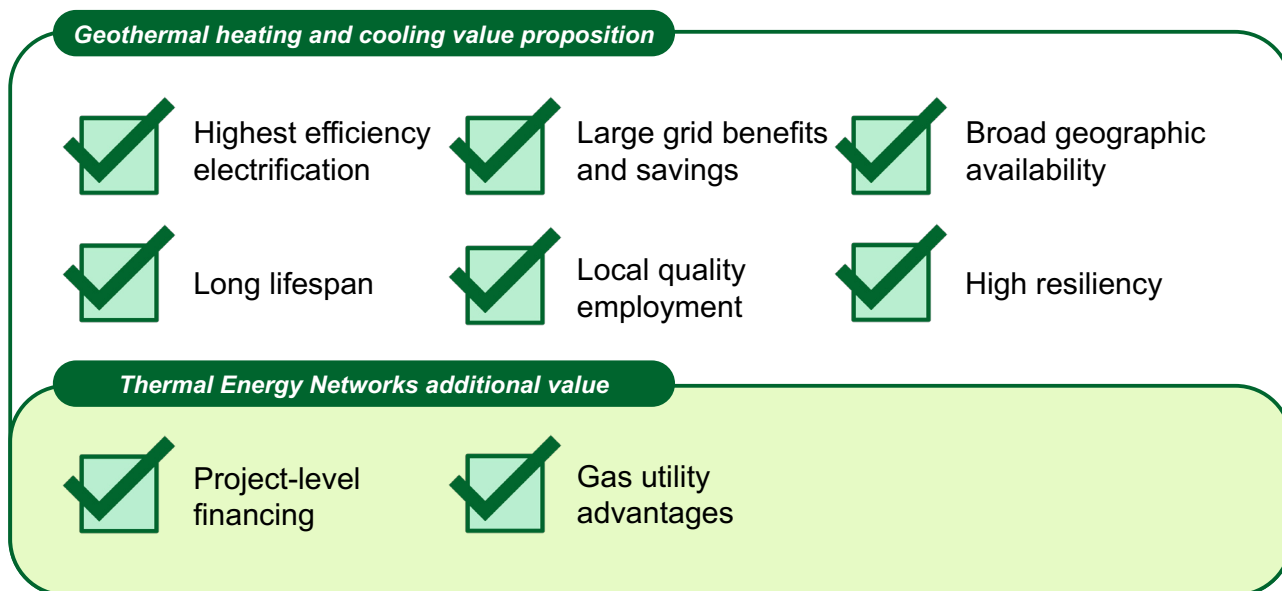 Geothermal heating and cooling value proposition
Highest efficiency
electrification
Large grid benefits
and savings
Broad geographic
availability
Long lifespan
Local quality
employment
High resiliency
Thermal Energy Networks additional value
Project-level
financing
Gas utility
advantages